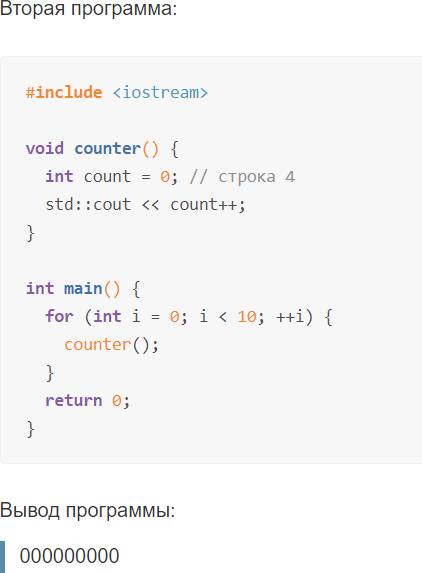 Вторая программа:
#include <iostream>
void counter() {
int count = 0; // строка 4
std::cout << count++;
}
int main() {
for (int i = 0; i < 10; ++i) {
counter();
}
return 0;
}
Вывод программы:
000000000